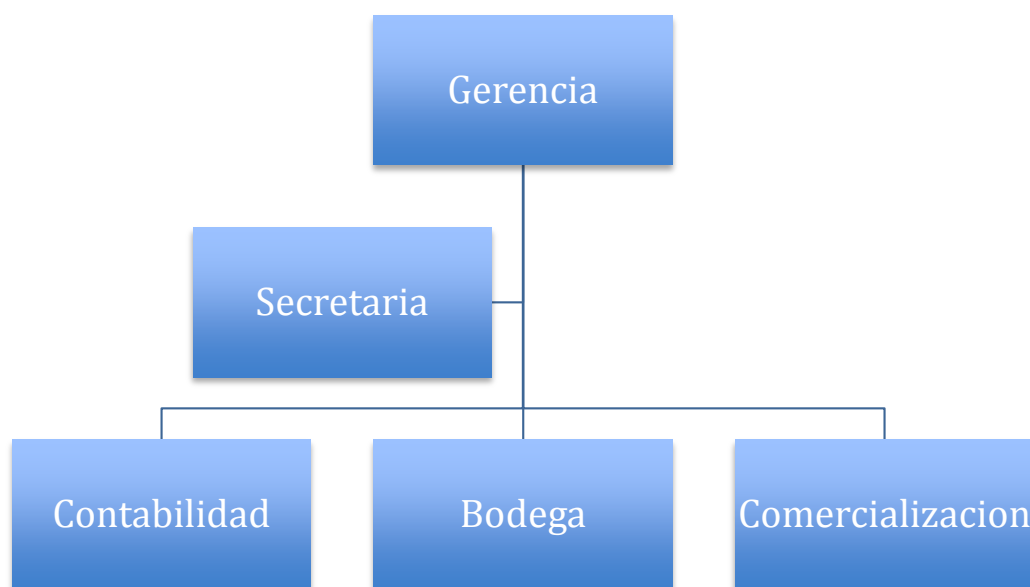 Gerencia
Secretaria
Contabilidad
Bodega
Comercializacion